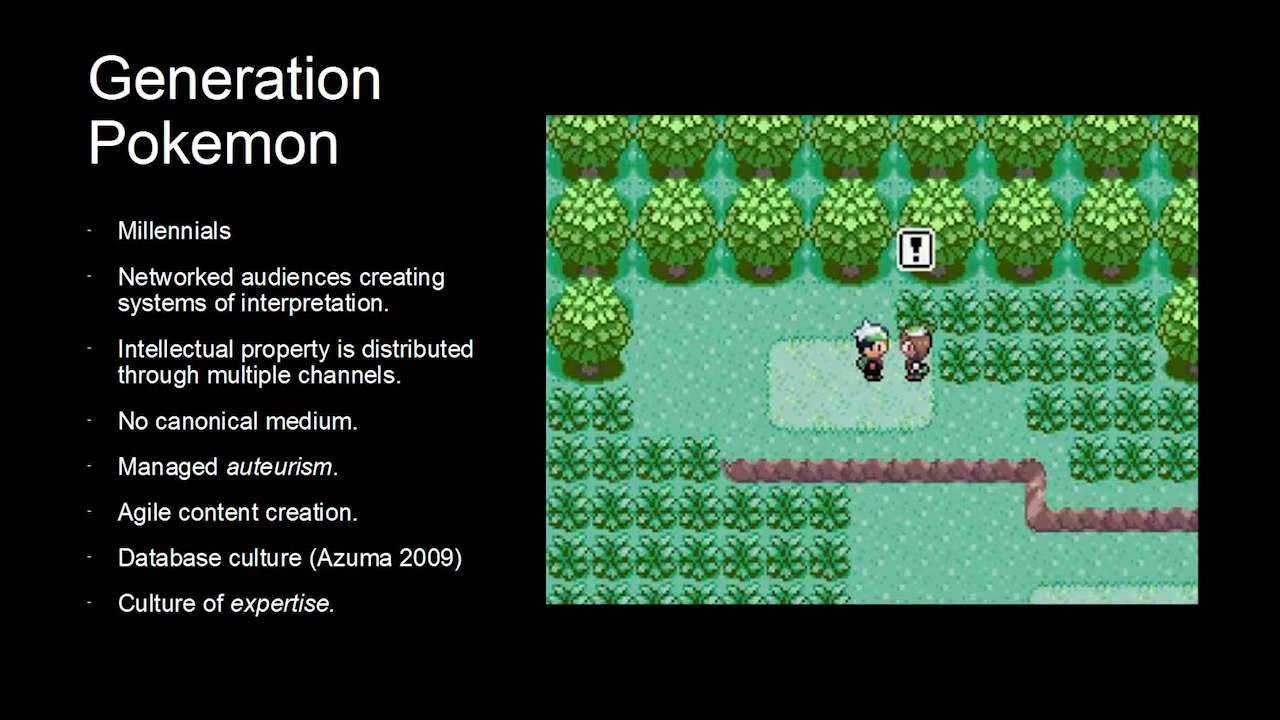 Generation
Pokemon
- Millennials
- Networked audiences creating
systems of interpretation.
- Intellectual property is distributed
through multiple channels.
- No canonical medium.
- Managed auteurism.
- Agile content creation.
- Database culture (Azuma 2009)
- Culture of expertise.
!